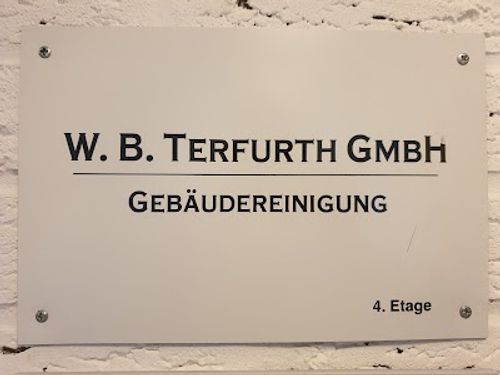 W. B. TERFURTH GMBH
GEBÄUDEREINIGUNG
4. Etage